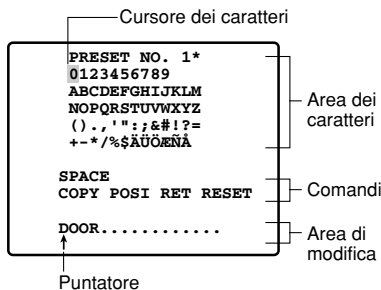 Cursore dei caratteri
PRESET NO. 1*
0123456789
ABCDEFGHIJKLM
NOPQRSTUVWXYZ
().,'":;&#!?=
+-*/%$ÄÜÖÆÑÅ
Area dei
caratteri
SPACE
COPY POSI RET RESET
Comandi
DOOR............
Area di
modifica
Puntatore